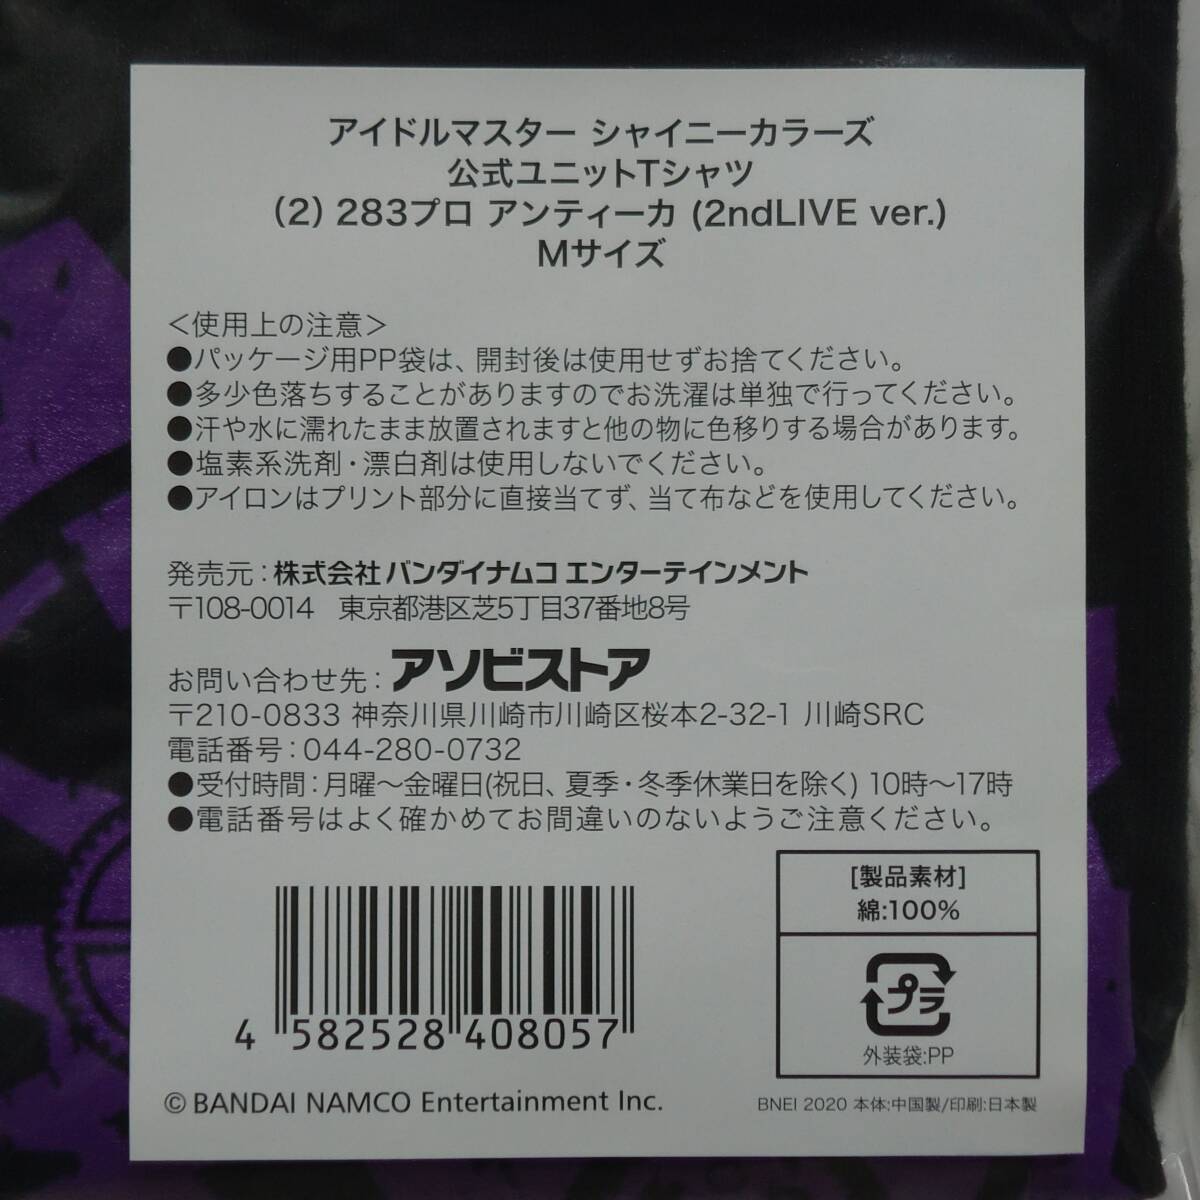 アイドルマスター シャイニーカラーズ
公式ユニットTシャツ
(2) 283プロ アンティーカ (2ndLIVE ver.)
Mサイズ
＜使用上の注意＞
●パッケージ用PP袋は、開封後は使用せずお捨てください。
●多少色落ちすることがありますのでお洗濯は単独で行ってください。
●汗や水に濡れたまま放置されますと他の物に色移りする場合があります。
●塩素系洗剤・漂白剤は使用しないでください。
●アイロンはプリント部分に直接当てず、当て布などを使用してください。
発売元：株式会社 バンダイナムコ エンターテインメント
〒108-0014 東京都港区芝5丁目37番地8号
お問い合わせ先：アソビストア
〒210-0833 神奈川県川崎市川崎区桜本2-32-1 川崎SRC
電話番号：044-280-0732
●受付時間：月曜～金曜日(祝日、夏季・冬季休業日を除く) 10時～17時
●電話番号はよく確かめてお間違いのないようご注意ください。
[製品素材]
綿:100%
プラ
外装袋:PP
4 582528 408057
© BANDAI NAMCO Entertainment Inc.
BNEI 2020 本体:中国製/印刷:日本製